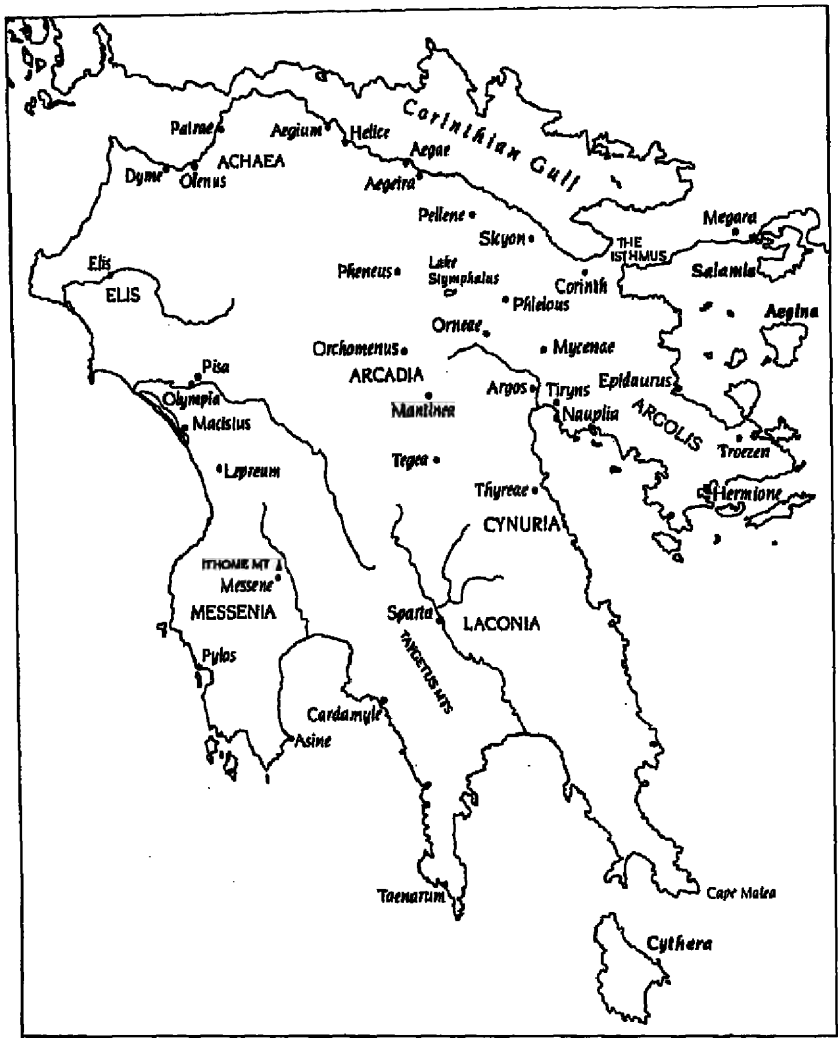 Corinthian Gulf
Patrae
Aegium
Helice
ACHAEA
Aegae
Dyme
Olenus
Aegeira
Pellene
Megara
Skyon
THE
ISTHMUS
Elis
Pheneus
Lake
Stymphalus
Corinth
Salamis
ELIS
Phleious
Aegina
Orneae
Orchomenus
Mycenae
Pisa
ARCADIA
Olympia
Argos
Tiryns
Epidaurus
Mantinea
Nauplia
ARGOLIS
Macistus
Troezen
Tegea
Lepreum
Thyreae
Hermione
CYNURIA
ITHOME MT
Messene
MESSENIA
Sparta
LACONIA
TAYGETUS MTS
Pylos
Cardamyle
Asine
Taenarum
Cape Malea
Cythera